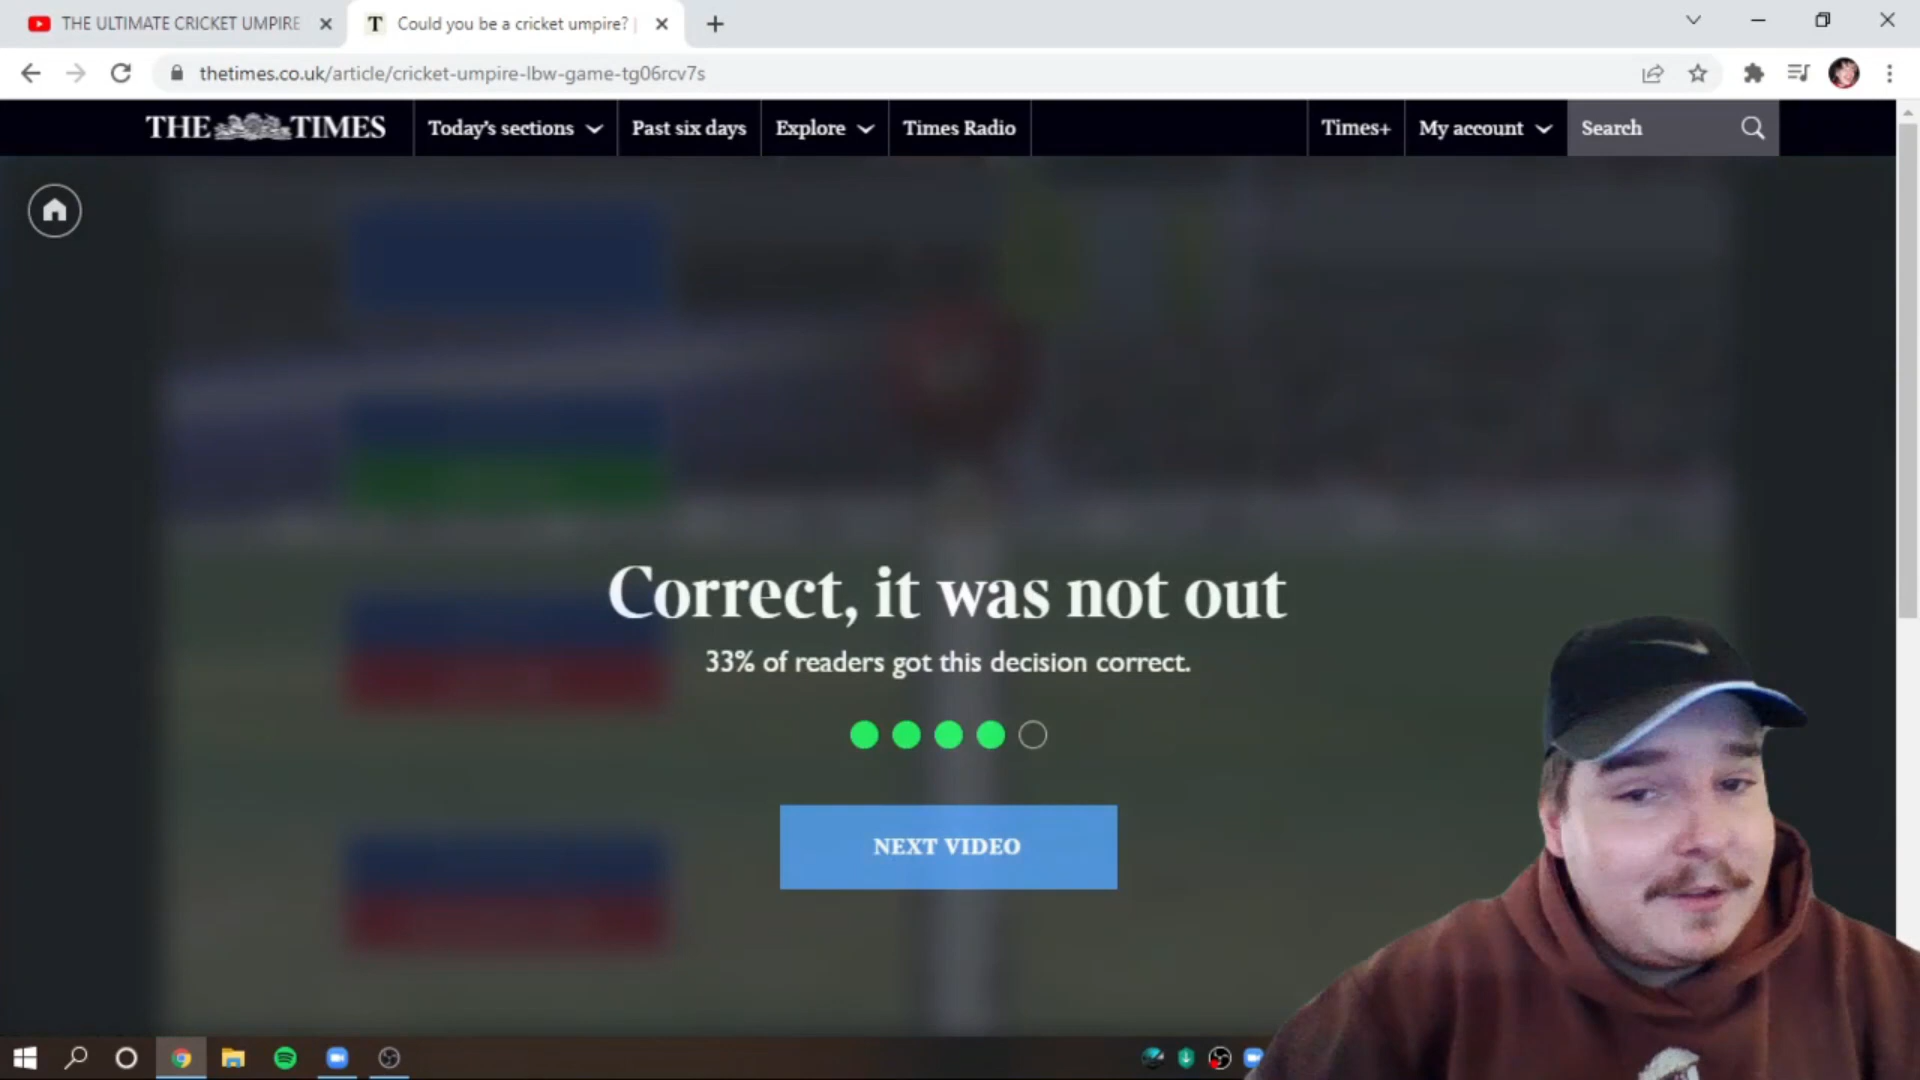 THE ULTIMATE CRICKET UMPIRE
Could you be a cricket umpire? |
thetimes.co.uk/article/cricket-umpire-lbw-game-tg06rcv7s
THE TIMES
Today's sections
Past six days
Explore
Times Radio
Times+
My account
Search
Correct, it was not out
33% of readers got this decision correct.
NEXT VIDEO